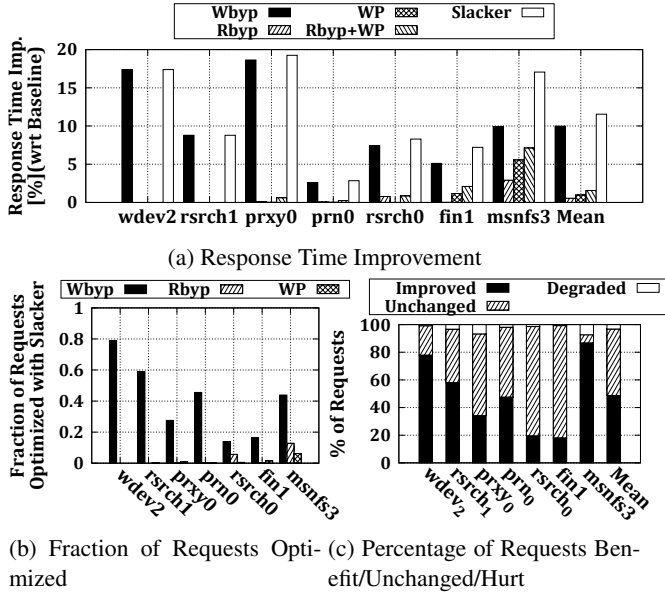 Wbyp WP Slacker
Rbyp Rbyp+WP
Response Time Imp.
[%](wrt Baseline)
20
15
10
5
0
wdev2 rsrch1 prxy0 prn0 rsrch0 fin1 msnfs3 Mean
(a) Response Time Improvement
Wbyp Rbyp WP
Fraction of Requests
Optimized with Slacker
1
0.8
0.6
0.4
0.2
0
wdev2
rsrch1
prxy0
prn0
rsrch0
fin1
msnfs3
Improved Degraded
Unchanged
% of Requests
100
80
60
40
20
0
wdev2
rsrch1
prxy0
prn0
rsrch0
fin1
msnfs3
Mean
(b) Fraction of Requests Opti-
mized
(c) Percentage of Requests Ben-
efit/Unchanged/Hurt